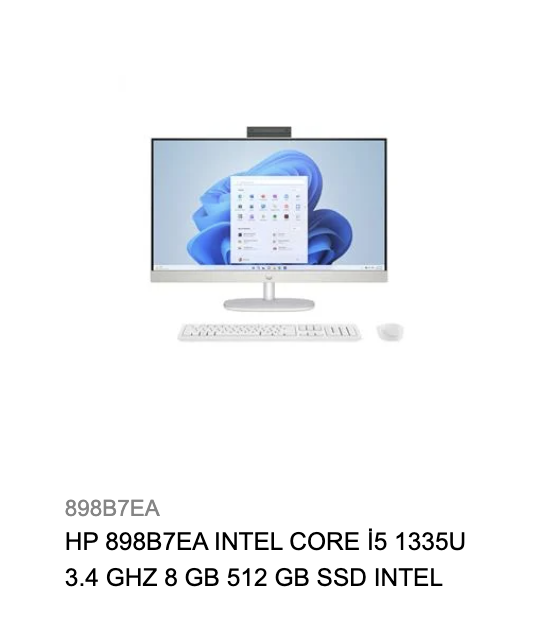 898B7EA
HP 898B7EA INTEL CORE İ5 1335U
3.4 GHZ 8 GB 512 GB SSD INTEL